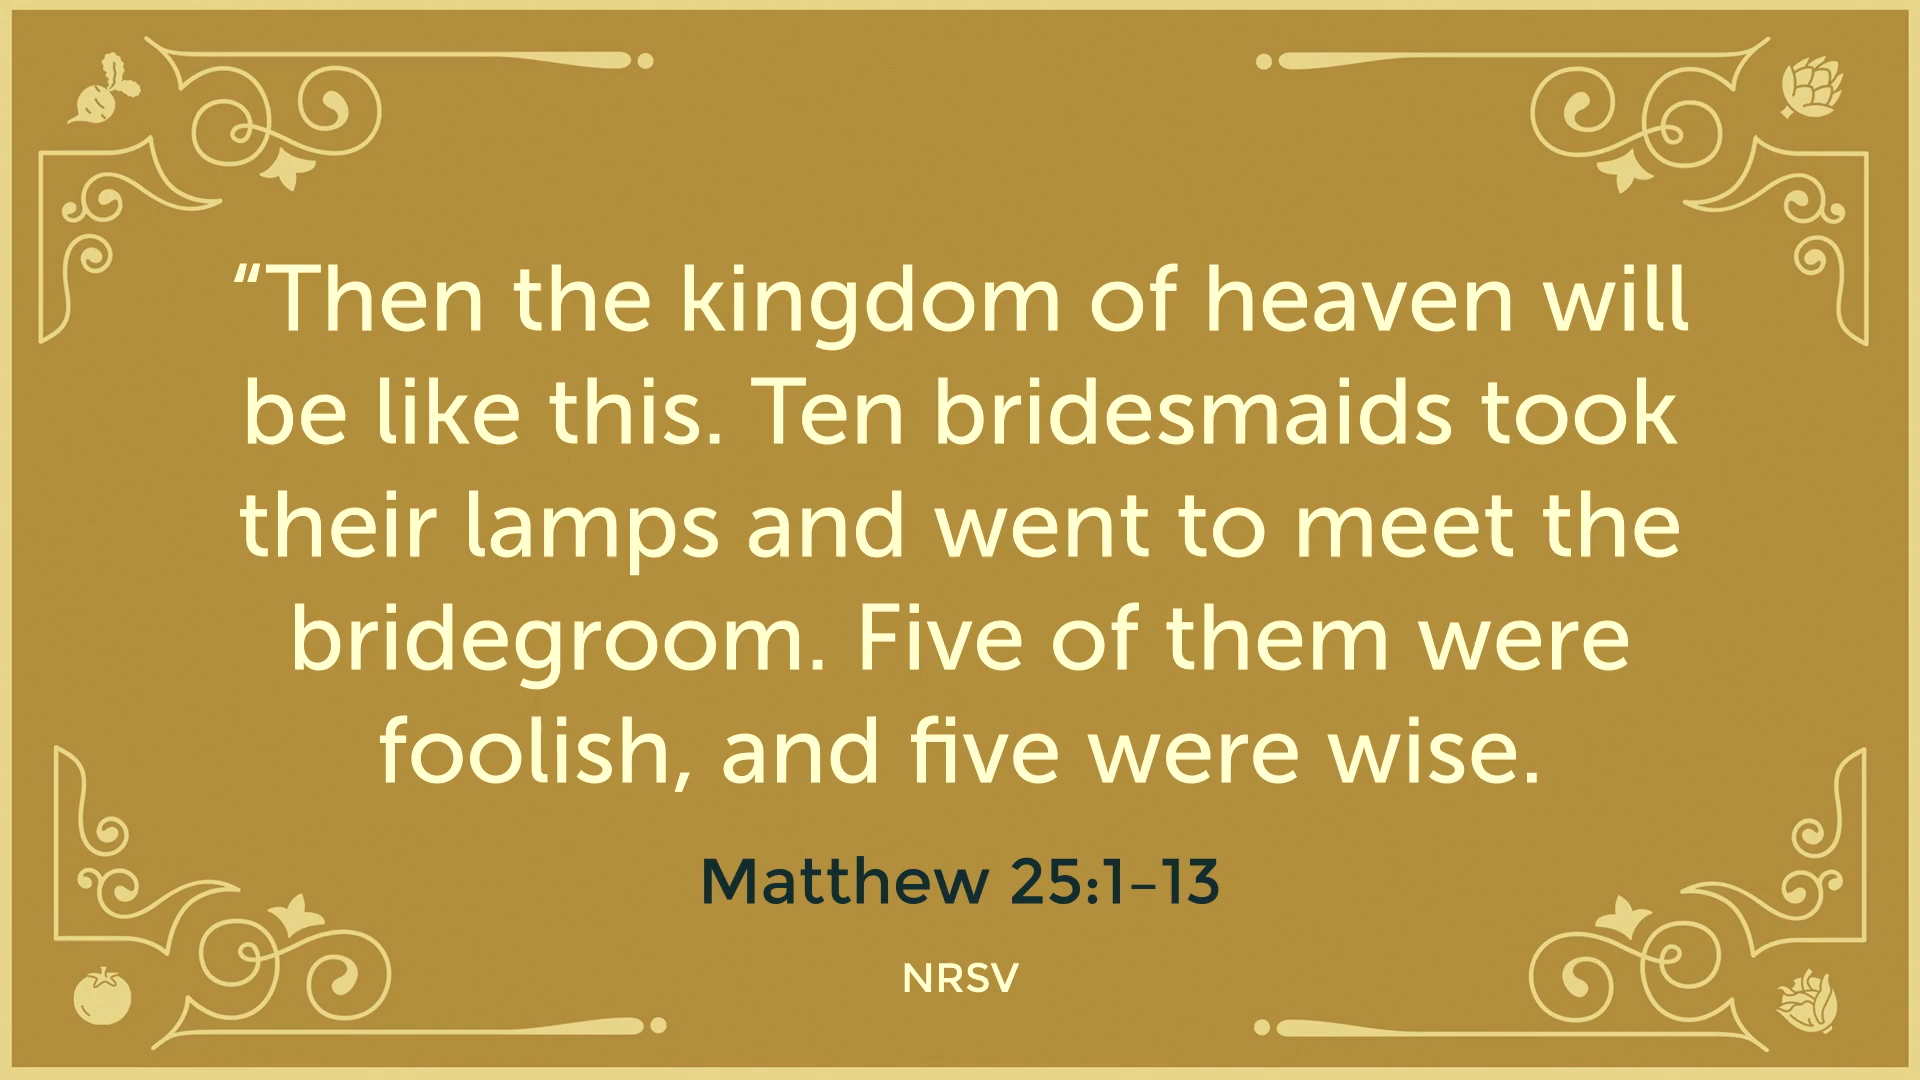 “Then the kingdom of heaven will
be like this. Ten bridesmaids took
their lamps and went to meet the
bridegroom. Five of them were
foolish, and five were wise.
Matthew 25:1–13
NRSV